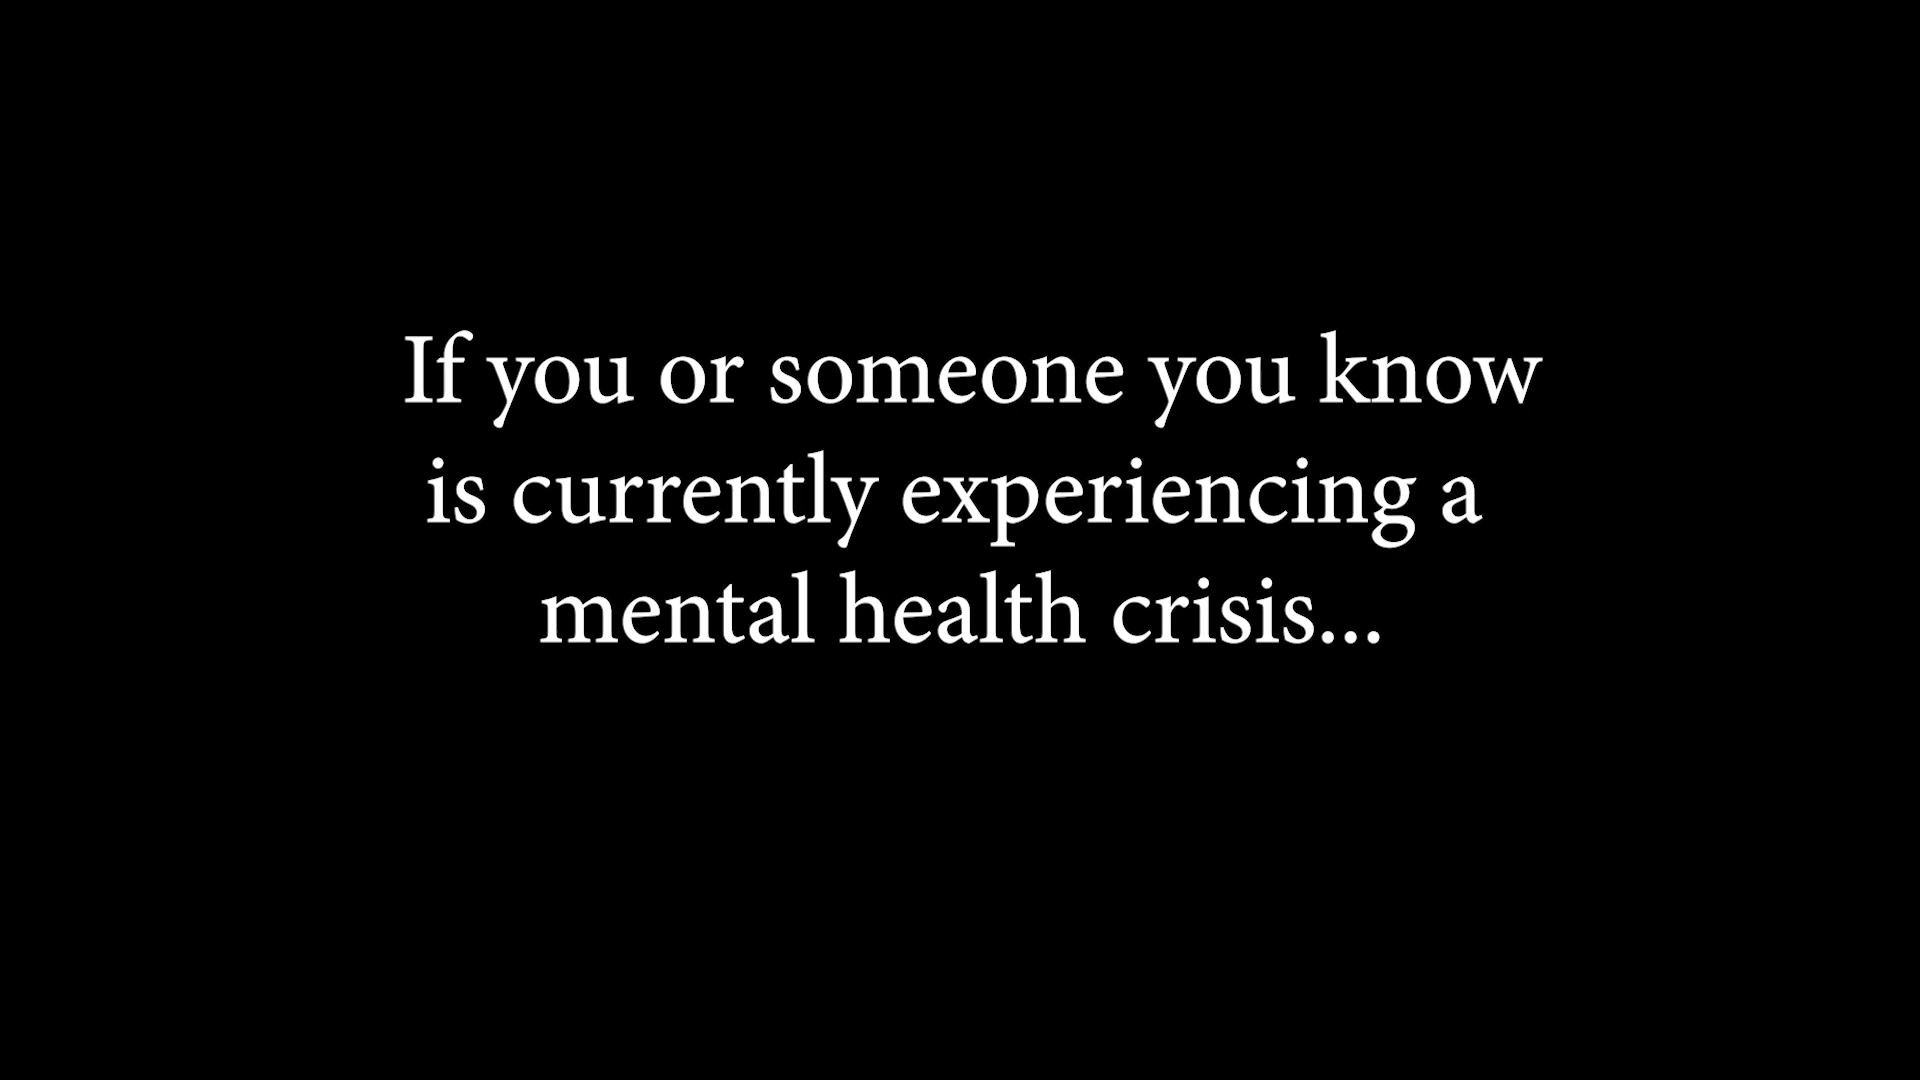 If you or someone you know
is currently experiencing a
mental health crisis...